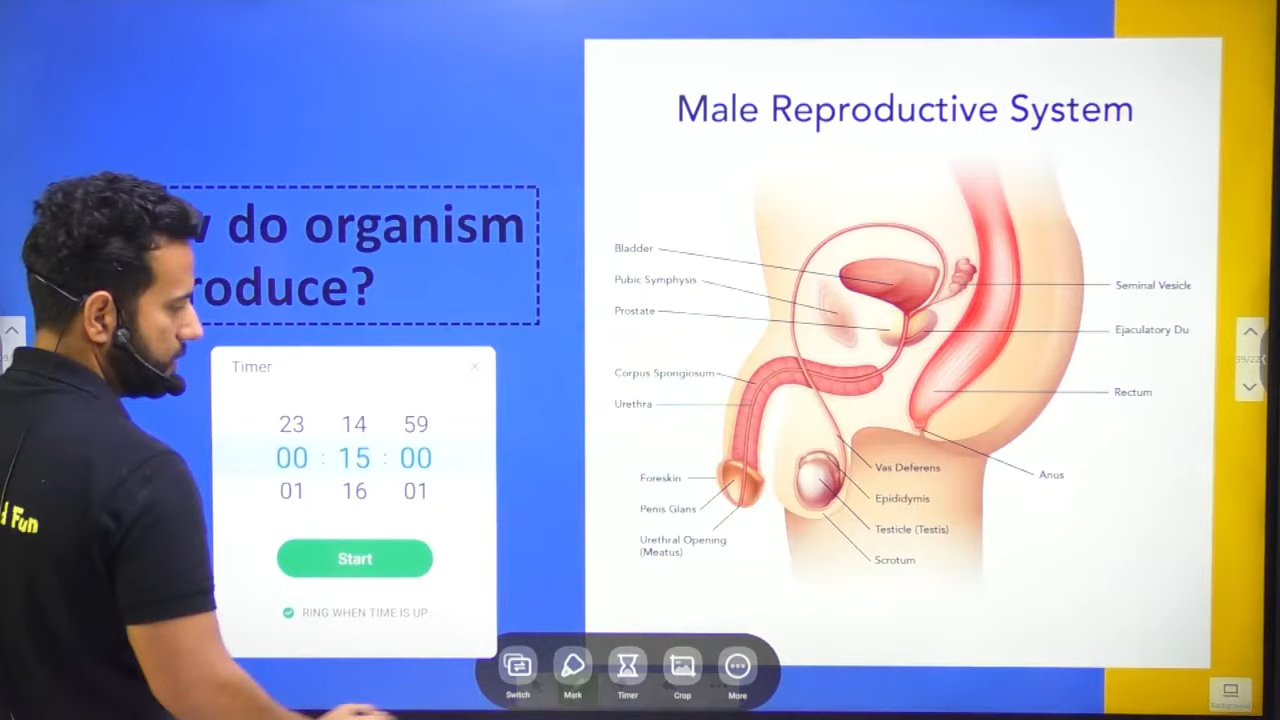 Male Reproductive System
do organism
roduce?
Timer
23 14 59
00 : 15 : 00
01 16 01
Start
RING WHEN TIME IS UP
Bladder
Pubic Symphysis
Prostate
Corpus Spongiosum
Urethra
Foreskin
Penis Glans
Urethral Opening
(Meatus)
Seminal Vesicle
Ejaculatory Du
Rectum
Anus
Vas Deferens
Epididymis
Testicle (Testis)
Scrotum
Fun
Switch
Mark
Timer
Crop
More
Background